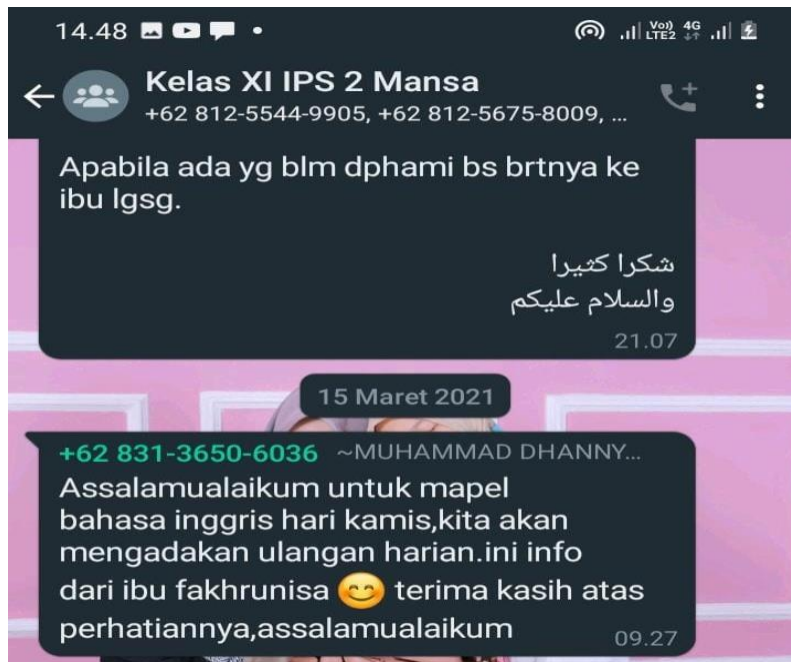 14.48
Vo)) 4G
LTE2
Kelas XI IPS 2 Mansa
+62 812-5544-9905, +62 812-5675-8009, ...
Apabila ada yg blm dphami bs brtnya ke
ibu lgsg.
شكرا كثيرا
والسلام عليكم
21.07
15 Maret 2021
+62 831-3650-6036 ~MUHAMMAD DHANNY...
Assalamualaikum untuk mapel
bahasa inggris hari kamis,kita akan
mengadakan ulangan harian.ini info
dari ibu fakhrunisa 😊 terima kasih atas
perhatiannya,assalamualaikum
09.27